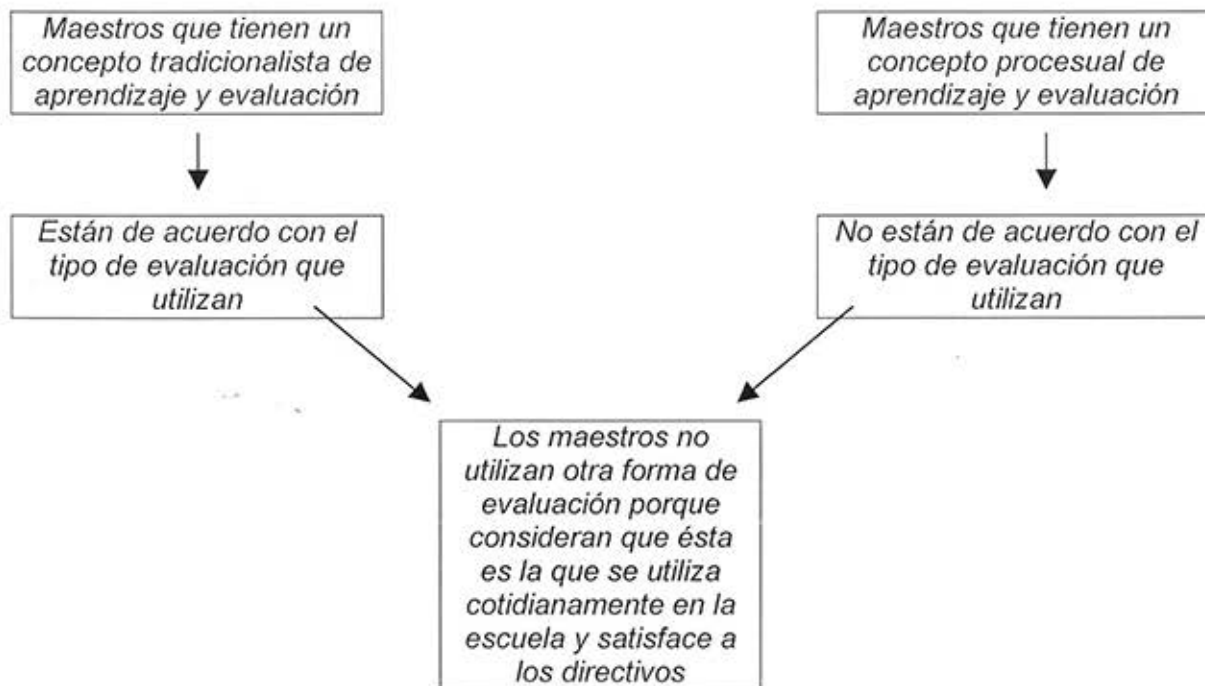 Maestros que tienen un
concepto tradicionalista de
aprendizaje y evaluación
Maestros que tienen un
concepto procesual de
aprendizaje y evaluación
Están de acuerdo con el
tipo de evaluación que
utilizan
No están de acuerdo con el
tipo de evaluación que
utilizan
Los maestros no
utilizan otra forma de
evaluación porque
consideran que ésta
es la que se utiliza
cotidianamente en la
escuela y satisface a
los directivos